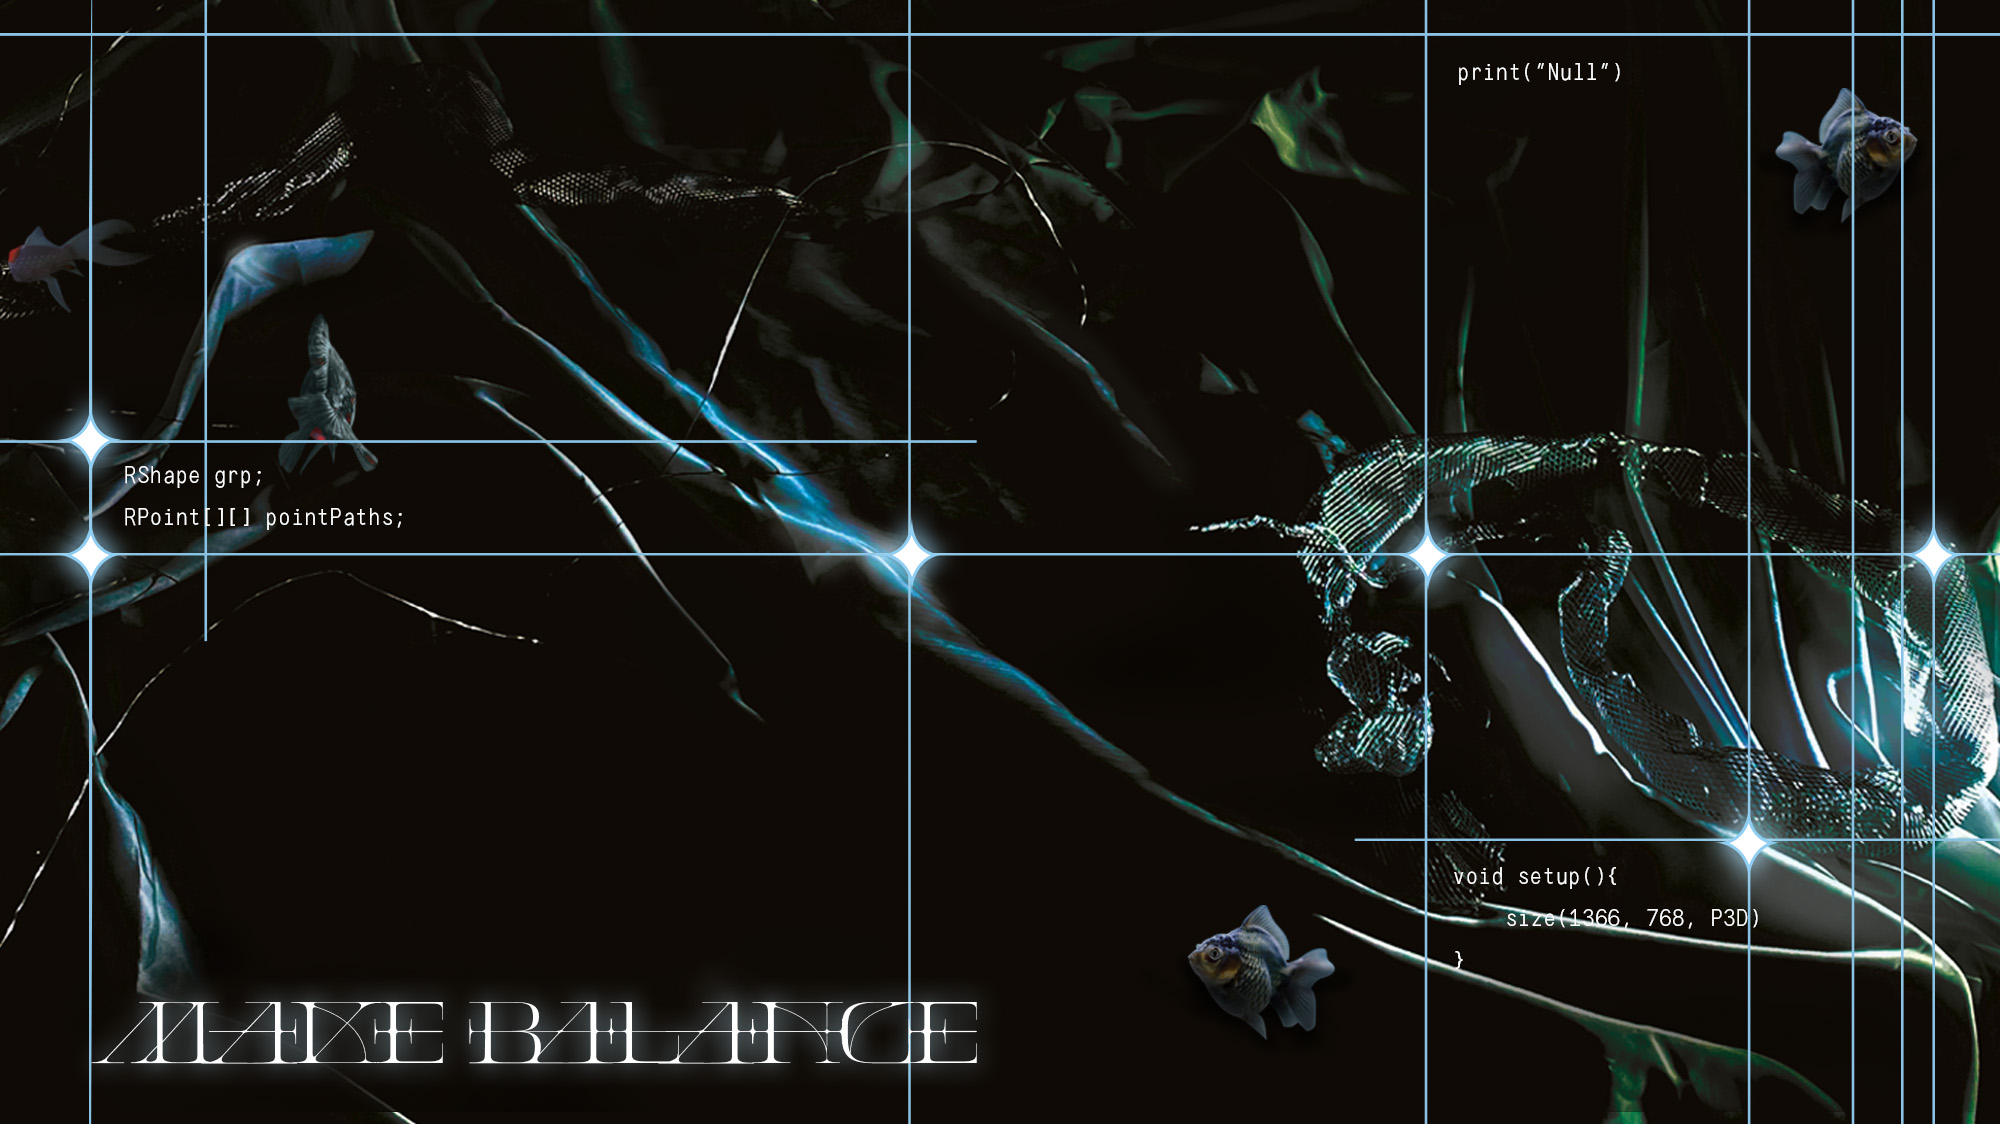 print("Null")
RShape grp;
RPoint[][] pointPaths;
void setup(){
size(1366, 768, P3D)
}
MAKE BALANCE